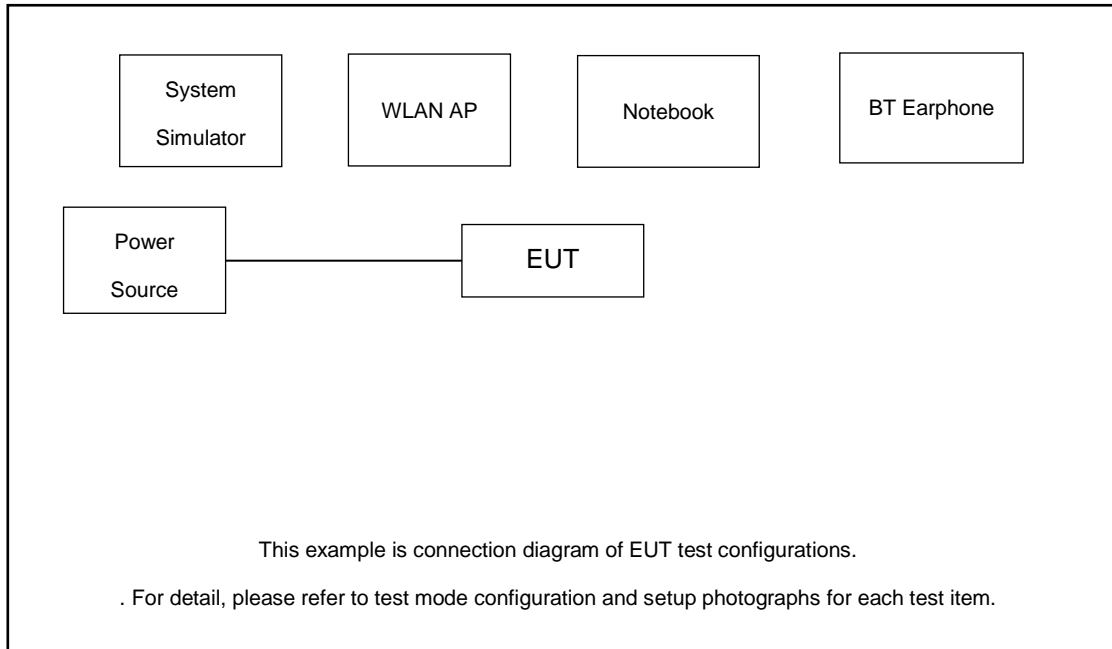 System
Simulator
WLAN AP
Notebook
BT Earphone
Power
Source
EUT
This example is connection diagram of EUT test configurations.
. For detail, please refer to test mode configuration and setup photographs for each test item.